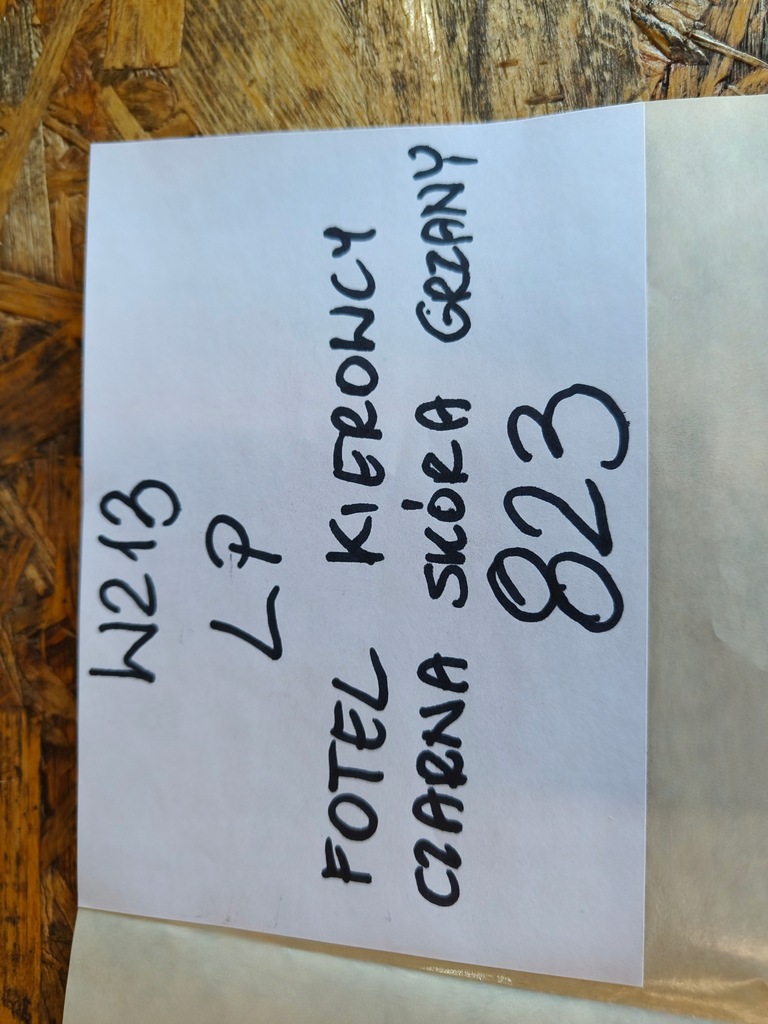 W213
LP
FOTEL KIEROWCY
CZARNA SKÓRA GRZANY
823